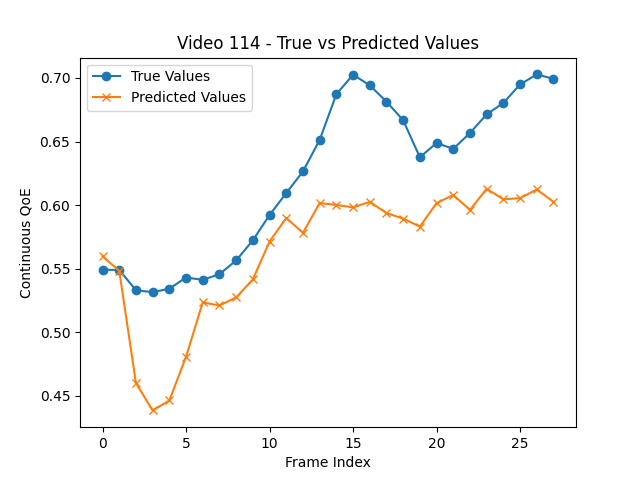 Video 114 - True vs Predicted Values
True Values
Predicted Values
0.70
0.65
0.60
0.55
0.50
0.45
Continuous QoE
0
5
10
15
20
25
Frame Index